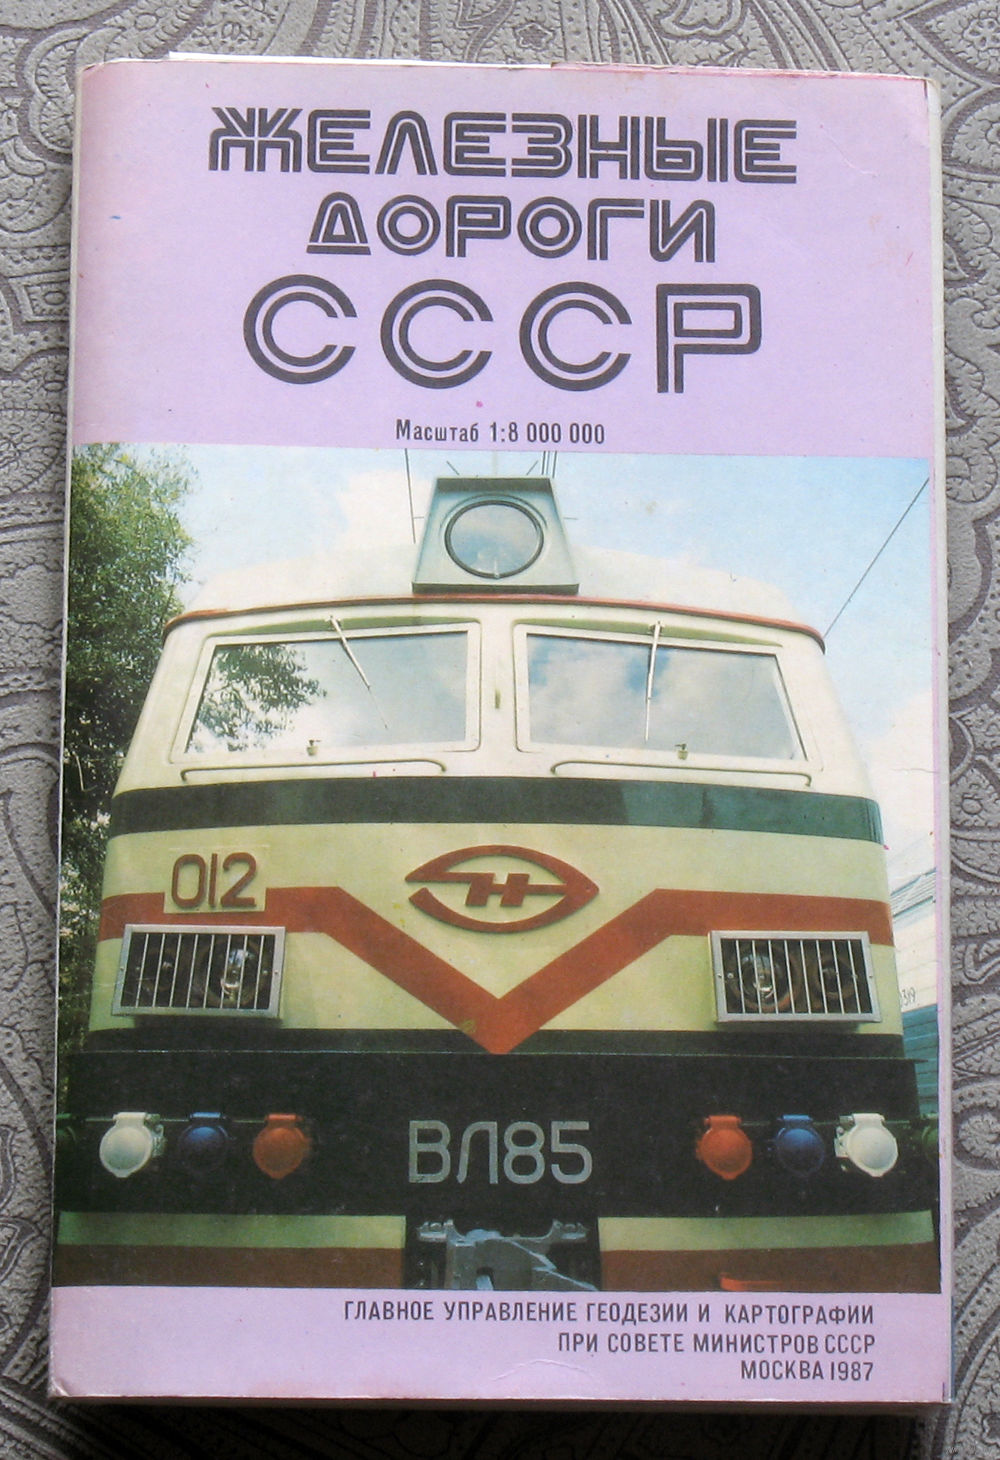 ЖЕЛЕЗНЫЕ
ДОРОГИ
СССР
Масштаб 1:8 000 000
012
Н
ВЛ85
ГЛАВНОЕ УПРАВЛЕНИЕ ГЕОДЕЗИИ И КАРТОГРАФИИ
ПРИ СОВЕТЕ МИНИСТРОВ СССР
МОСКВА 1987